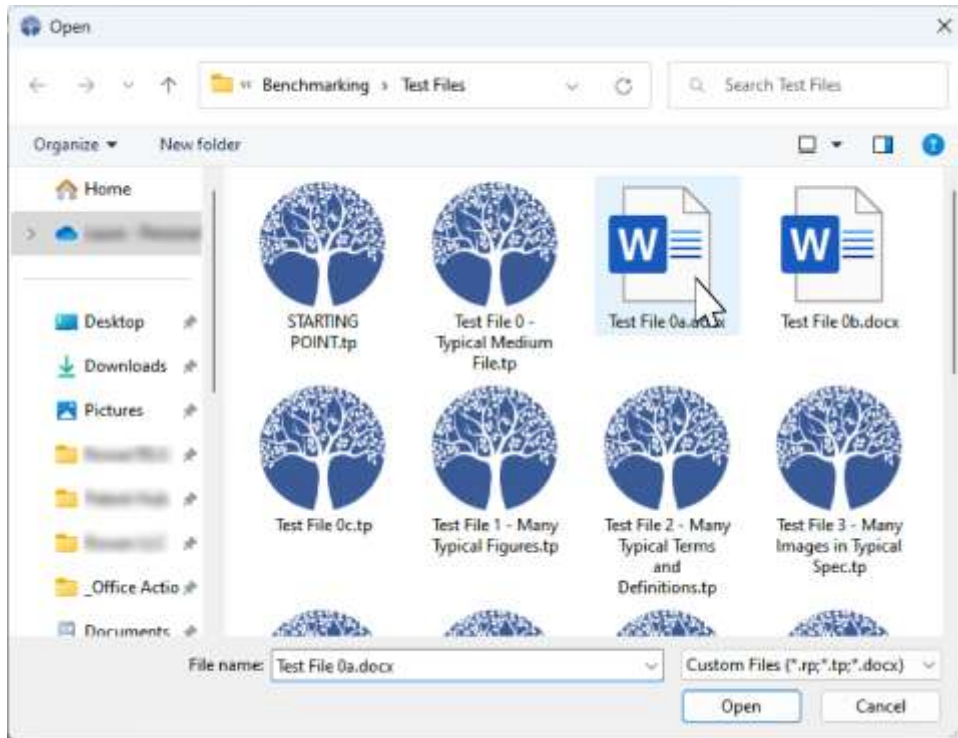 Open
Benchmarking > Test Files
Search Test Files
Organize
New folder
Home
Desktop
Downloads
Pictures
_Office Actio
Documents
STARTING
POINT.tp
Test File 0 -
Typical Medium
File.tp
Test File 0a.docx
Test File 0b.docx
Test File 0c.tp
Test File 1 - Many
Typical Figures.tp
Test File 2 - Many
Typical Terms
and
Definitions.tp
Test File 3 - Many
Images in Typical
Spec.tp
File name: Test File 0a.docx
Custom Files (*.rp;*.tp;*.docx)
Open
Cancel